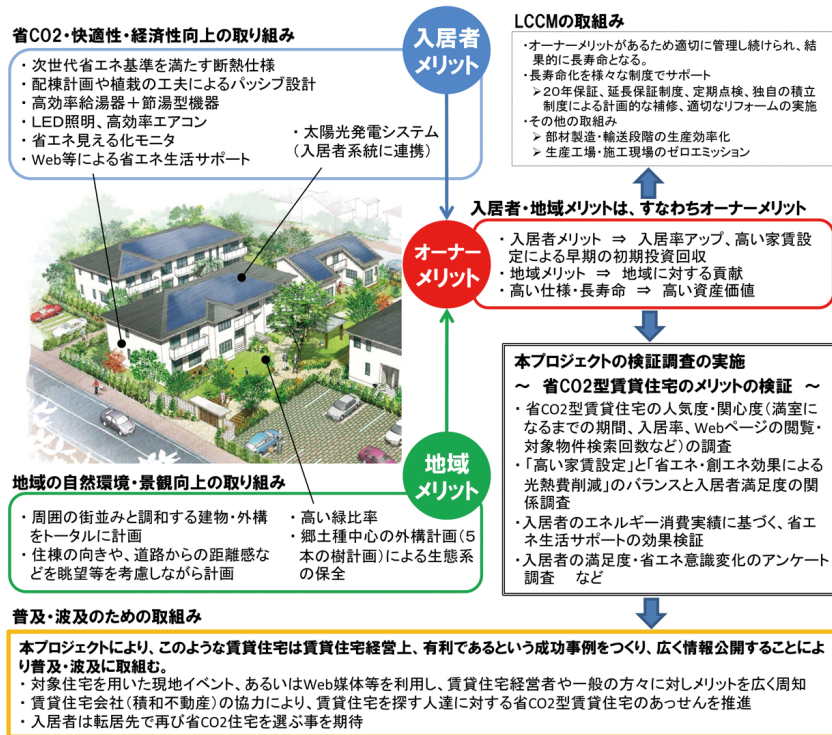 省CO2・快適性・経済性向上の取り組み
・次世代省エネ基準を満たす断熱仕様
・配棟計画や植栽の工夫によるパッシブ設計
・高効率給湯器＋節湯型機器
・LED照明、高効率エアコン
・省エネ見える化モニタ
・Web等による省エネ生活サポート
・太陽光発電システム
（入居者系統に連携）
入居者
メリット
LCCMの取組み
・オーナーメリットがあるため適切に管理し続けられ、結
果的に長寿命となる。
・長寿命化を様々な制度でサポート
➢20年保証、延長保証制度、定期点検、独自の積立
制度による計画的な補修、適切なリフォームの実施
・その他の取組み
➢ 部材製造・輸送段階の生産効率化
➢ 生産工場・施工現場のゼロエミッション
入居者・地域メリットは、すなわちオーナーメリット
オーナー
メリット
・入居者メリット ⇒ 入居率アップ、高い家賃設
定による早期の初期投資回収
・地域メリット ⇒ 地域に対する貢献
・高い仕様・長寿命 ⇒ 高い資産価値
本プロジェクトの検証調査の実施
～ 省CO2型賃貸住宅のメリットの検証 ～
・省CO2型賃貸住宅の人気度・関心度（満室に
なるまでの期間、入居率、Webページの閲覧・
対象物件検索回数など）の調査
・「高い家賃設定」と「省エネ・創エネ効果による
光熱費削減」のバランスと入居者満足度の関
係調査
・入居者のエネルギー消費実績に基づく、省エ
ネ生活サポートの効果検証
・入居者の満足度・省エネ意識変化のアンケート
調査 など
地域
メリット
地域の自然環境・景観向上の取り組み
・周囲の街並みと調和する建物・外構
をトータルに計画
・住棟の向きや、道路からの距離感な
どを眺望等を考慮しながら計画
・高い緑比率
・郷土種中心の外構計画（5
本の樹計画）による生態系
の保全
普及・波及のための取組み
本プロジェクトにより、このような賃貸住宅は賃貸住宅経営上、有利であるという成功事例をつくり、広く情報公開することによ
り普及・波及に取組む。
・対象住宅を用いた現地イベント、あるいはWeb媒体等を利用し、賃貸住宅経営者や一般の方々に対しメリットを広く周知
・賃貸住宅会社（積和不動産）の協力により、賃貸住宅を探す人達に対する省CO2型賃貸住宅のあっせんを推進
・入居者は転居先で再び省CO2住宅を選ぶ事を期待